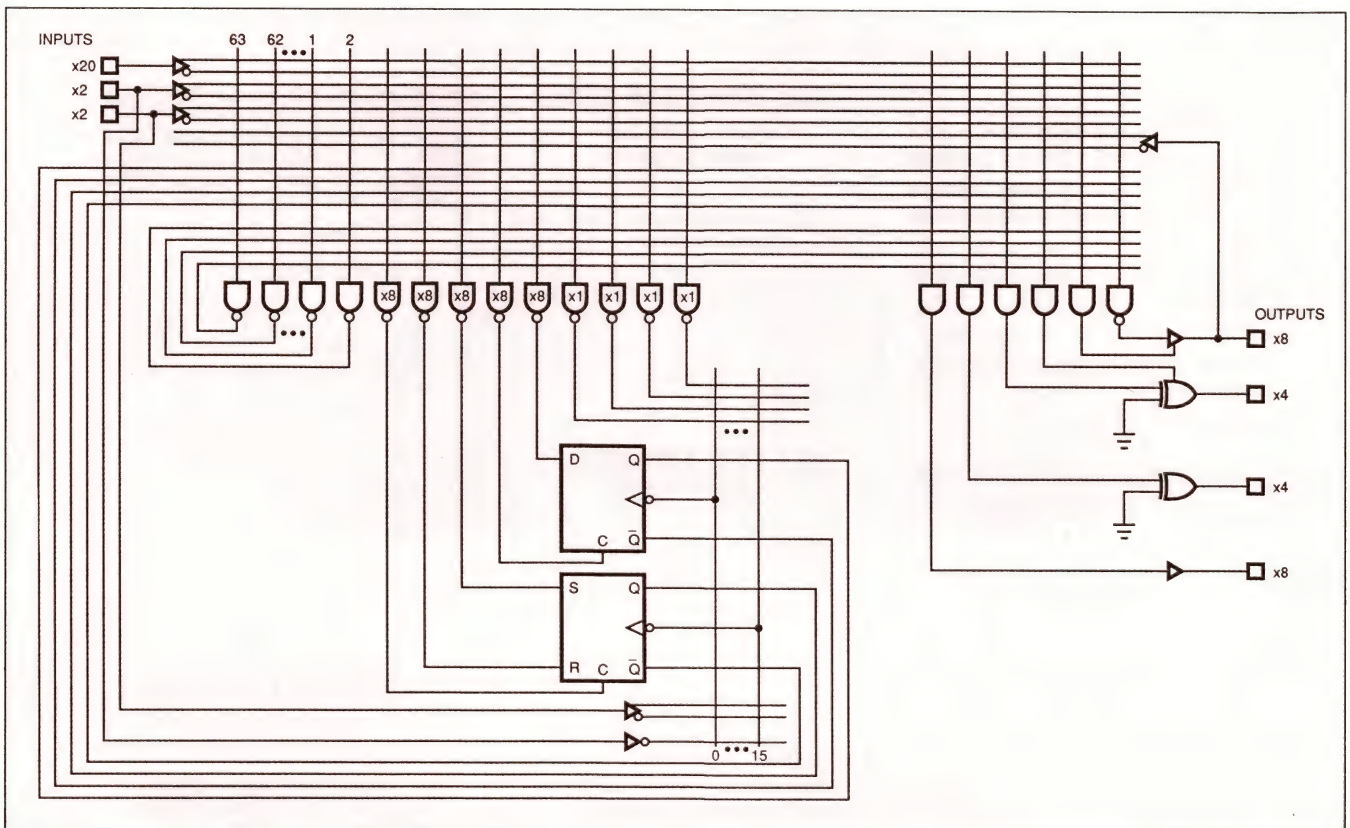 INPUTS
63 62 ••• 1 2
x20
x2
x2
•••
x8 x8 x8 x8 x8 x1 x1 x1 x1
OUTPUTS
x8
x4
•••
D Q
C Q̅
x4
S Q
x8
R C Q̅
0 ••• 15